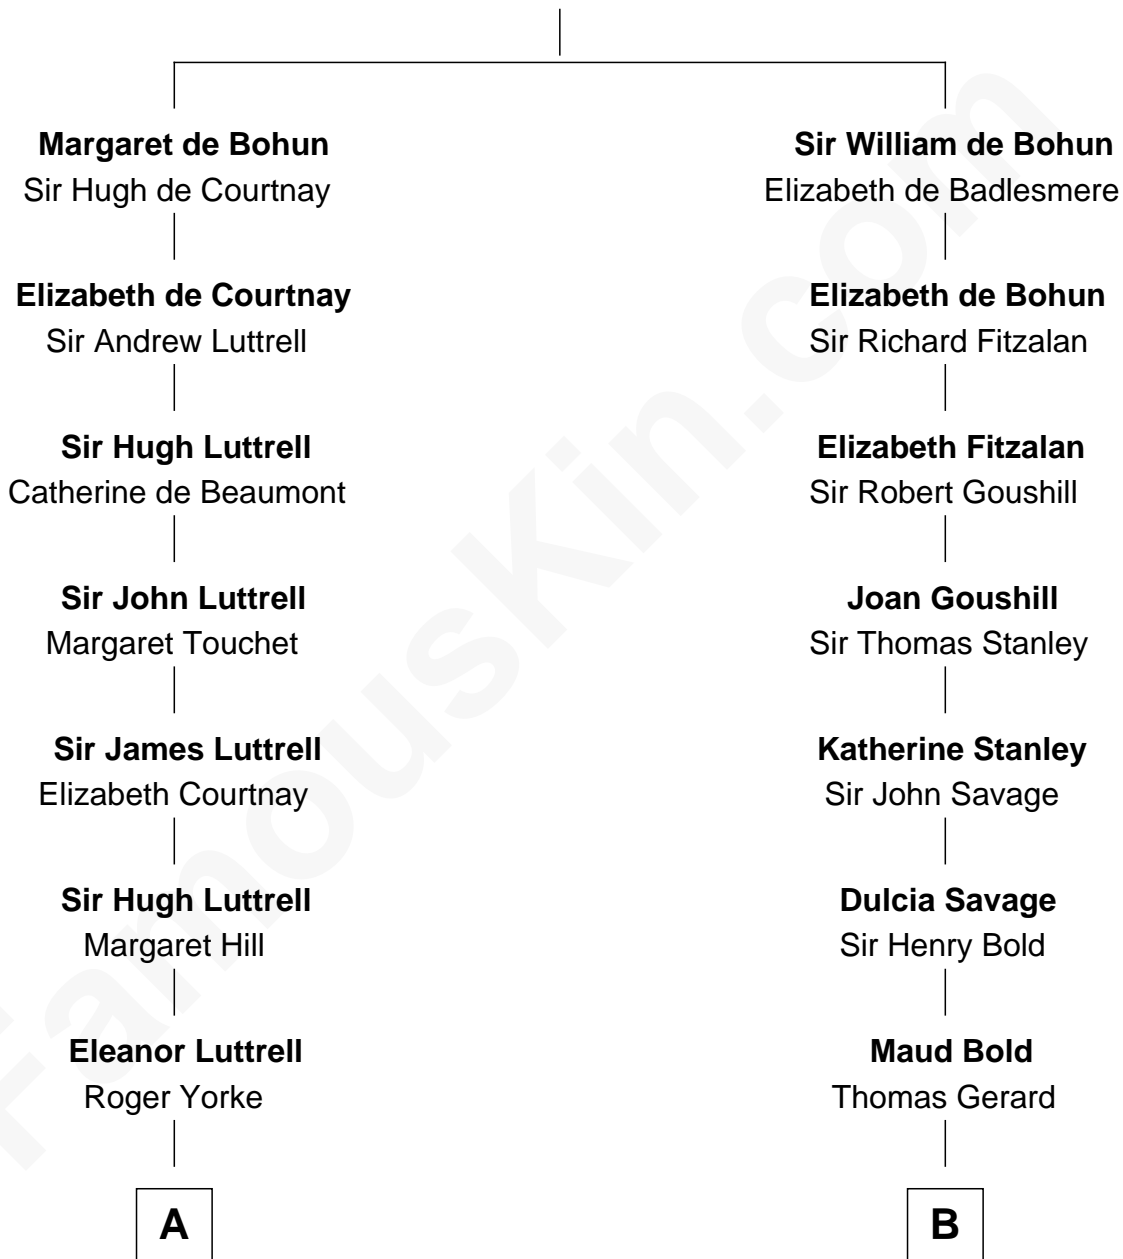 Margaret de Bohun
Sir Hugh de Courtnay
Elizabeth de Courtnay
Sir Andrew Luttrell
Sir Hugh Luttrell
Catherine de Beaumont
Sir John Luttrell
Margaret Touchet
Sir James Luttrell
Elizabeth Courtnay
Sir Hugh Luttrell
Margaret Hill
Eleanor Luttrell
Roger Yorke
A
Sir William de Bohun
Elizabeth de Badlesmere
Elizabeth de Bohun
Sir Richard Fitzalan
Elizabeth Fitzalan
Sir Robert Goushill
Joan Goushill
Sir Thomas Stanley
Katherine Stanley
Sir John Savage
Dulcia Savage
Sir Henry Bold
Maud Bold
Thomas Gerard
B
FamousKin.com